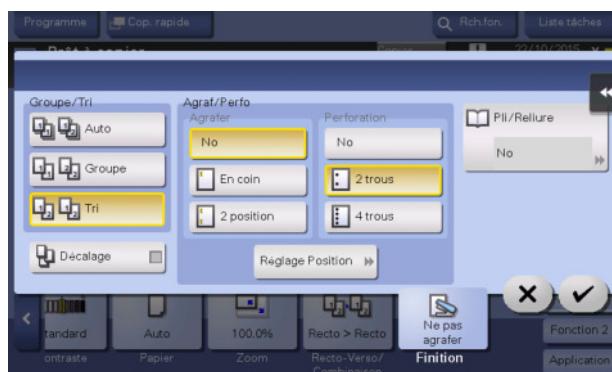 Programme
Cop. rapide
Rch.fon.
Liste tâches
Prêt à copier
22/10/2015
Groupe/Tri
Agraf/Perfo
Agrafer
Perforation
Pli/Reliure
Auto
No
No
No
Groupe
En coin
2 trous
Tri
2 position
4 trous
Décalage
Réglage Position
tandard
Auto
100.0%
Recto > Recto
Ne pas
agrafer
Fonction 2
ontraste
Papier
Zoom
Recto-Verso/
Finition
Application